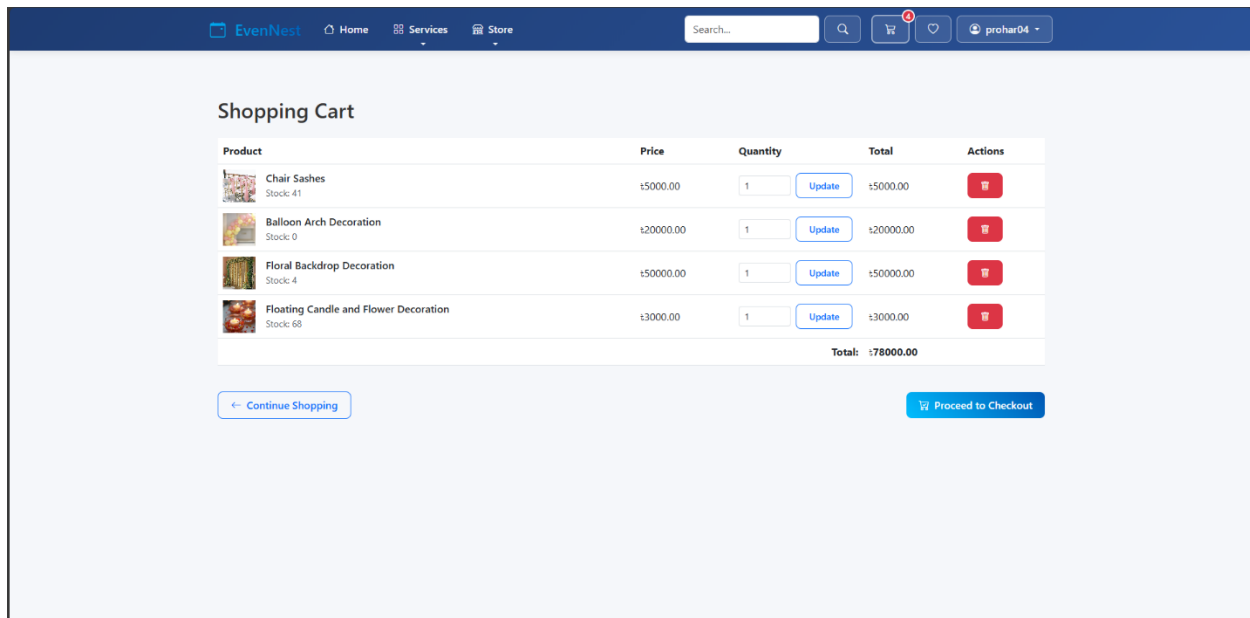 EvenNest Home Services Store Search... 4 prohar04
Shopping Cart
Product Price Quantity Total Actions
Chair Sashes
Stock: 41
৳5000.00 1 Update ৳5000.00
Balloon Arch Decoration
Stock: 0
৳20000.00 1 Update ৳20000.00
Floral Backdrop Decoration
Stock: 4
৳50000.00 1 Update ৳50000.00
Floating Candle and Flower Decoration
Stock: 68
৳3000.00 1 Update ৳3000.00
Total: ৳78000.00
← Continue Shopping Proceed to Checkout